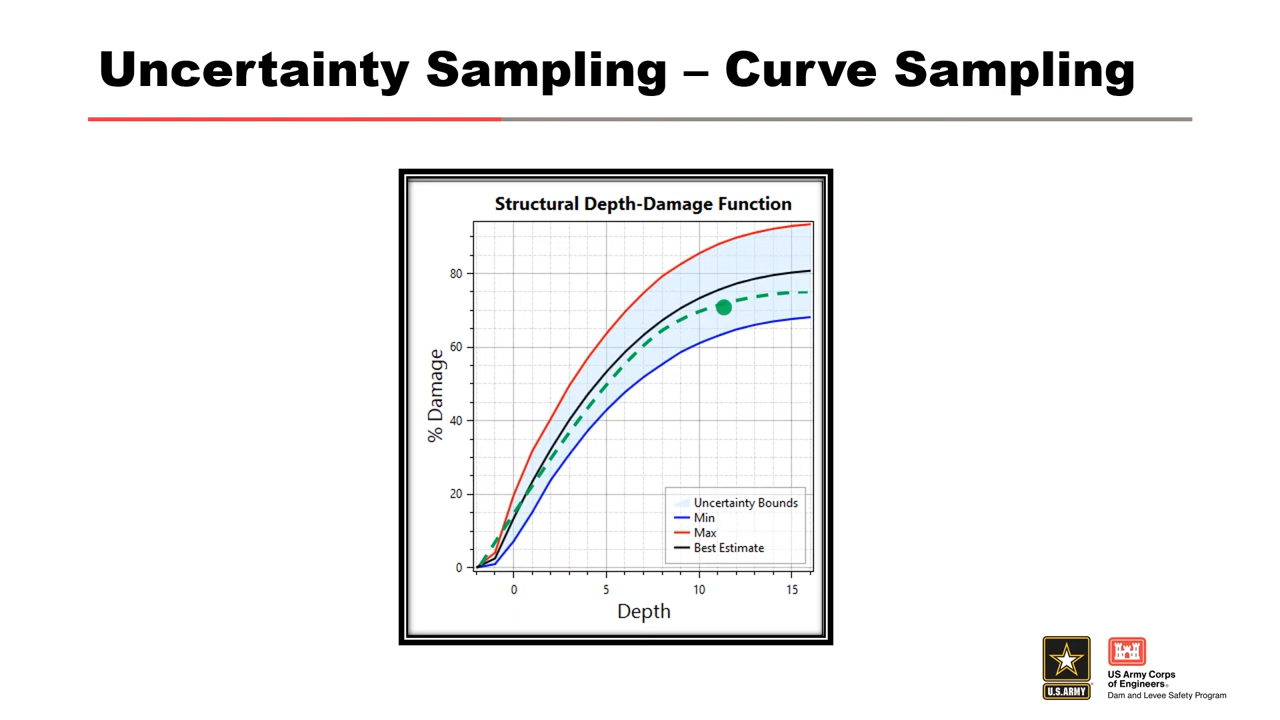 Uncertainty Sampling – Curve Sampling
Structural Depth-Damage Function
% Damage
80
60
40
20
0
Uncertainty Bounds
Min
Max
Best Estimate
0 5 10 15
Depth
U.S.ARMY
US Army Corps
of Engineers®
Dam and Levee Safety Program